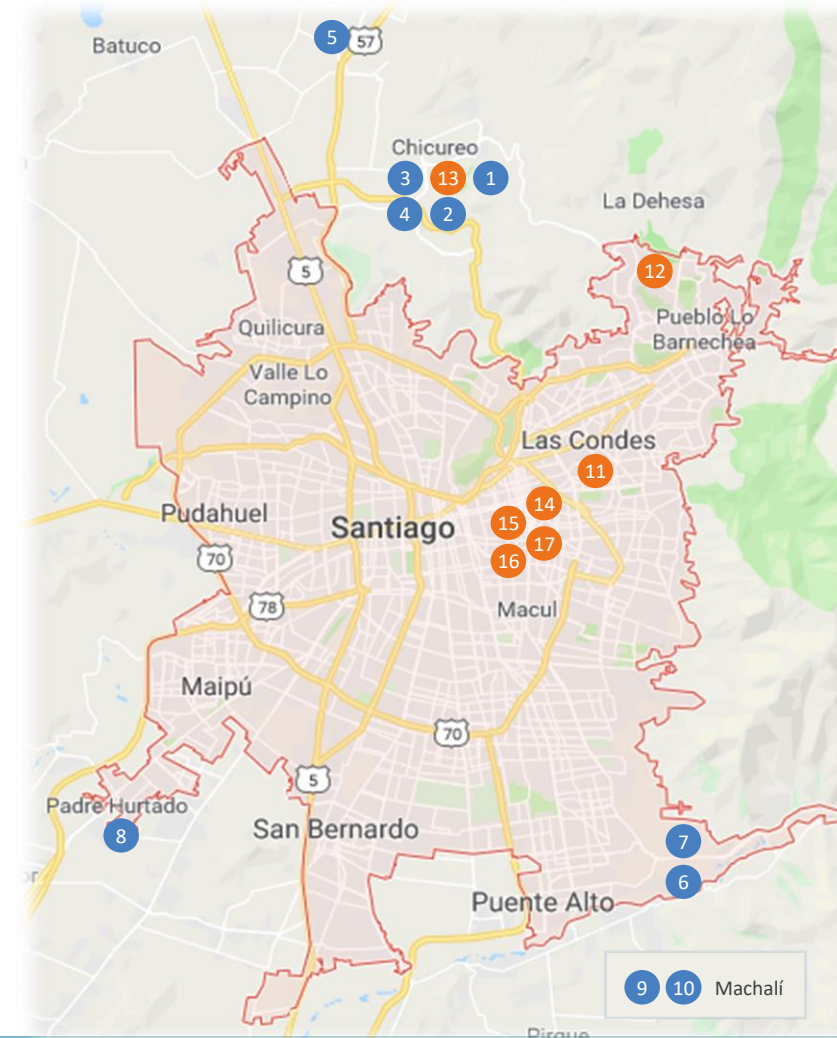 Batuco
5
57
Chicureo
3
13
1
4
2
La Dehesa
12
5
Quilicura
Pueblo Lo
Barnechea
Valle Lo
Campino
Las Condes
11
Pudahuel
Santiago
14
15
17
16
70
78
Macul
Maipú
70
5
Padre Hurtado
8
San Bernardo
7
6
Puente Alto
9
10
Machalí
Pirque